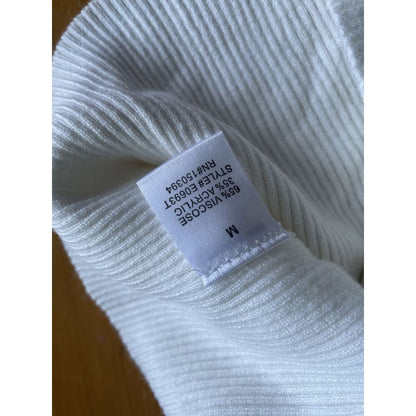 M
65% VISCOSE
35% ACRYLIC
STYLE# E0693T
RN#150394